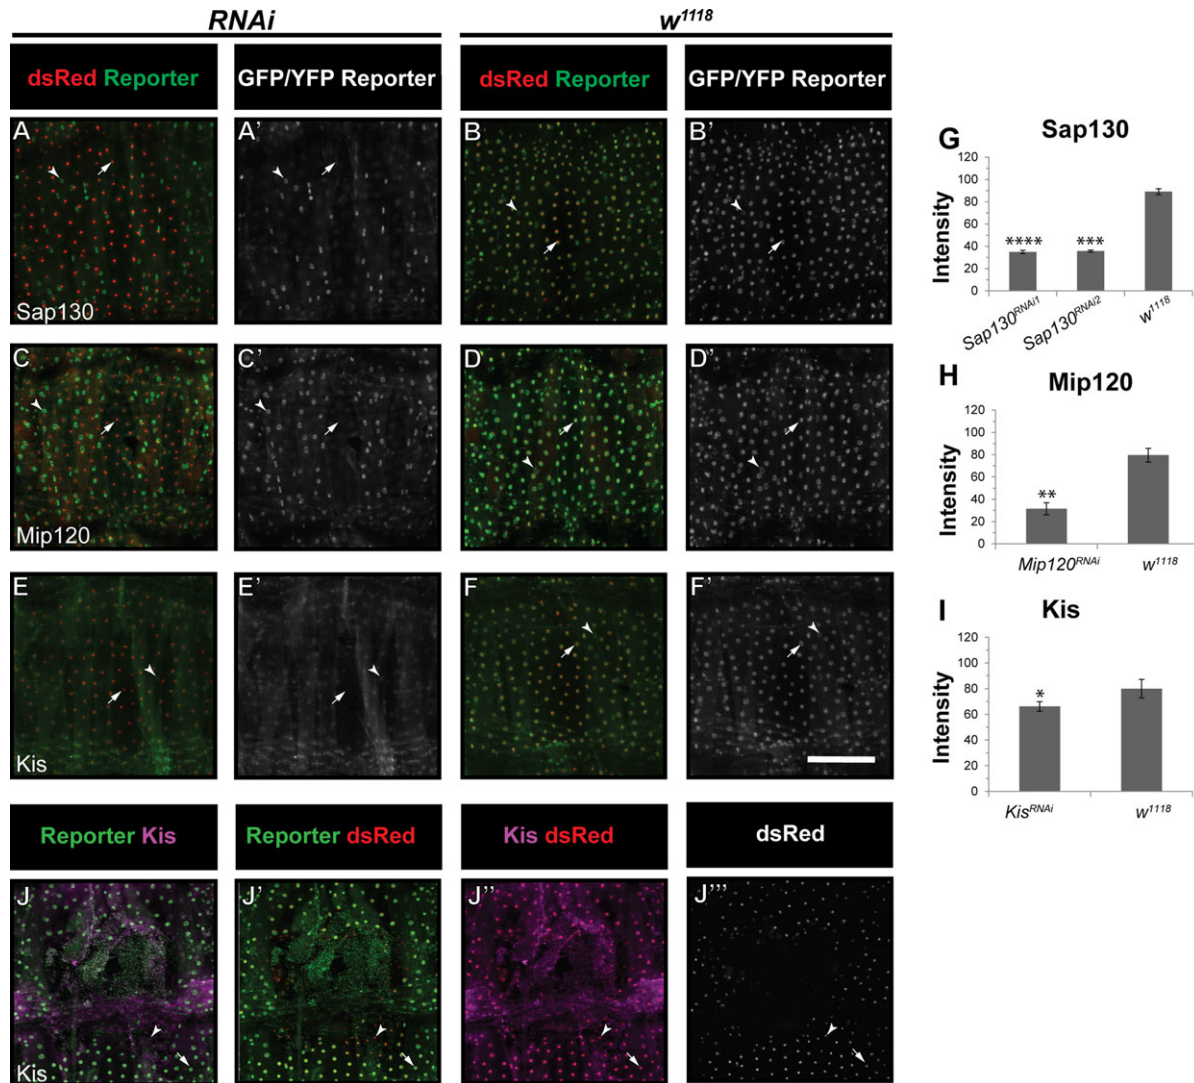 RNAi
w1118
dsRed Reporter
GFP/YFP Reporter
dsRed Reporter
GFP/YFP Reporter
A
A'
B
B'
Sap130
C
C'
D
D'
Mip120
E
E'
F
F'
Kis
Reporter Kis
Reporter dsRed
Kis dsRed
dsRed
J
J'
J''
J'''
Kis
G
Sap130
Intensity
120
100
80
60
40
20
0
****
***
Sap130RNAi1
Sap130RNAi2
w1118
H
Mip120
Intensity
120
100
80
60
40
20
0
**
Mip120RNAi
w1118
I
Kis
Intensity
120
100
80
60
40
20
0
*
KisRNAi
w1118